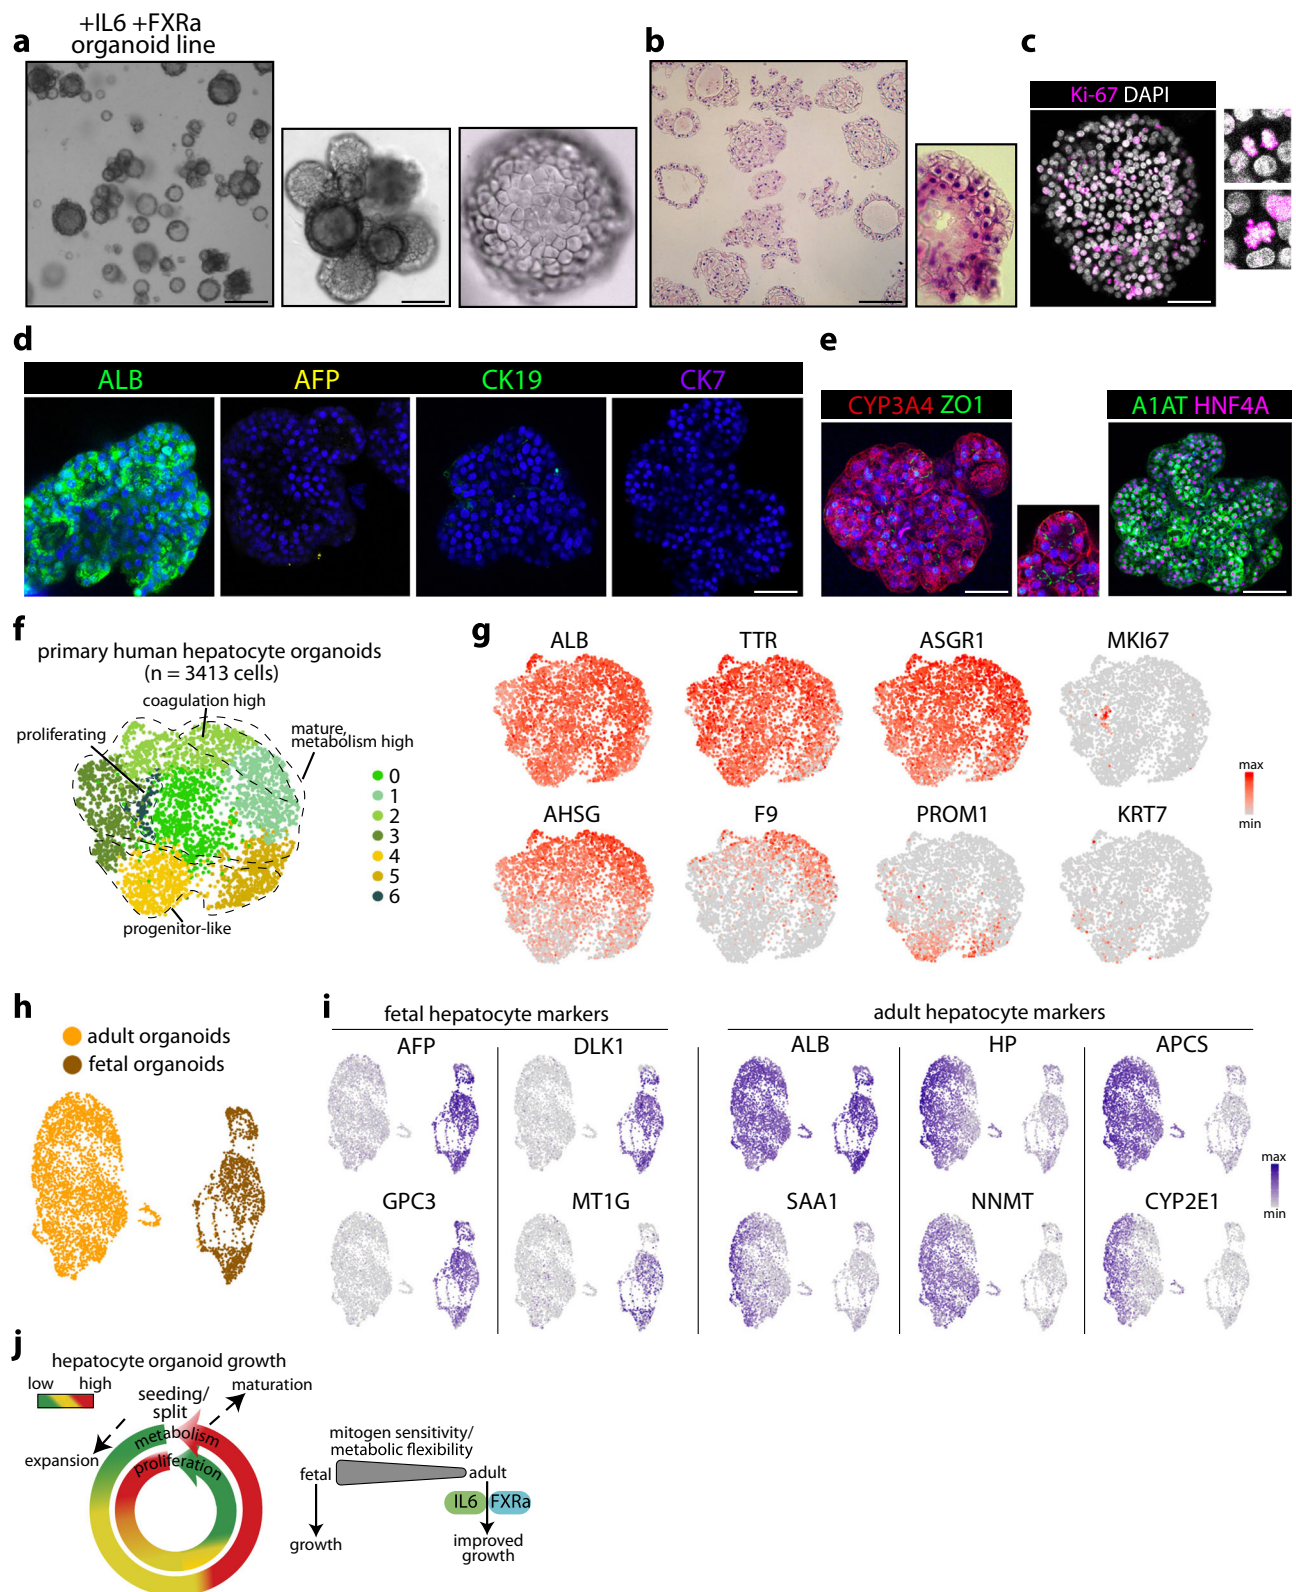 a
+IL6 +FXRa
organoid line
b
c
Ki-67 DAPI
d
ALB
AFP
CK19
CK7
e
CYP3A4 ZO1
A1AT HNF4A
f
primary human hepatocyte organoids
(n = 3413 cells)
coagulation high
proliferating
mature,
metabolism high
progenitor-like
0
1
2
3
4
5
6
g
ALB
TTR
ASGR1
MKI67
AHSG
F9
PROM1
KRT7
max
min
h
adult organoids
fetal organoids
i
fetal hepatocyte markers
adult hepatocyte markers
AFP
DLK1
ALB
HP
APCS
GPC3
MT1G
SAA1
NNMT
CYP2E1
max
min
j
hepatocyte organoid growth
low
high
seeding/
split
maturation
expansion
metabolism
proliferation
mitogen sensitivity/
metabolic flexibility
fetal
adult
IL6
FXRa
growth
improved
growth